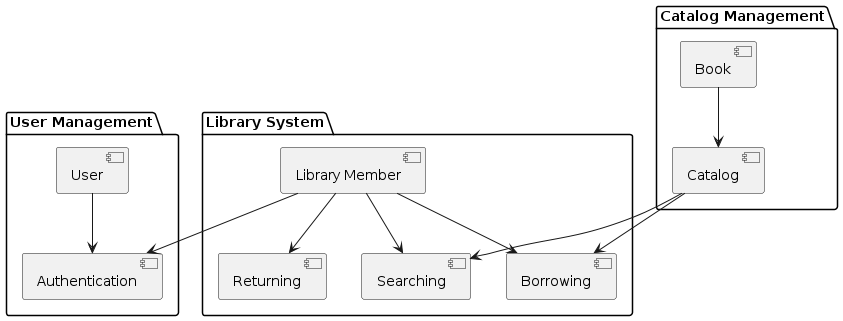 Catalog Management
Book
User Management
Library System
User
Library Member
Catalog
Authentication
Returning
Searching
Borrowing